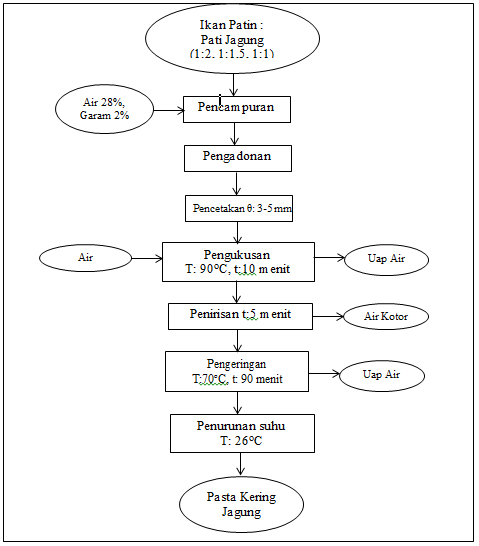 Ikan Patin :
Pati Jagung
(1:2, 1:1,5, 1:1)
Air 28%,
Garam 2%
Pencampuran
Pengadonan
Pencetakan θ: 3-5mm
Air
Pengukusan
T: 90°C, t:10 menit
Uap Air
Penirisan t:5 menit
Air Kotor
Pengeringan
T:70°C, t: 90 menit
Uap Air
Penurunan suhu
T: 26°C
Pasta Kering
Jagung